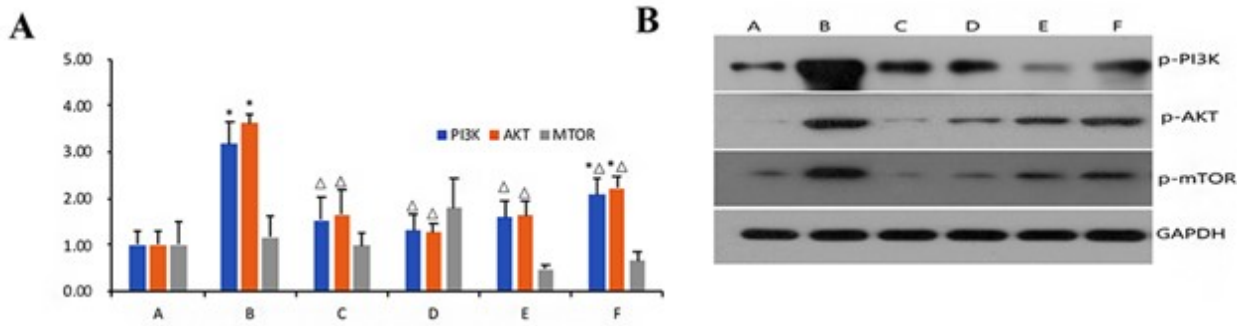 A
5.00
4.00
3.00
2.00
1.00
0.00
* *
PI3K AKT MTOR
△ △
△ △
△ △
*△ *△
A B C D E F
B
A B C D E F
p-PI3K
p-AKT
p-mTOR
GAPDH